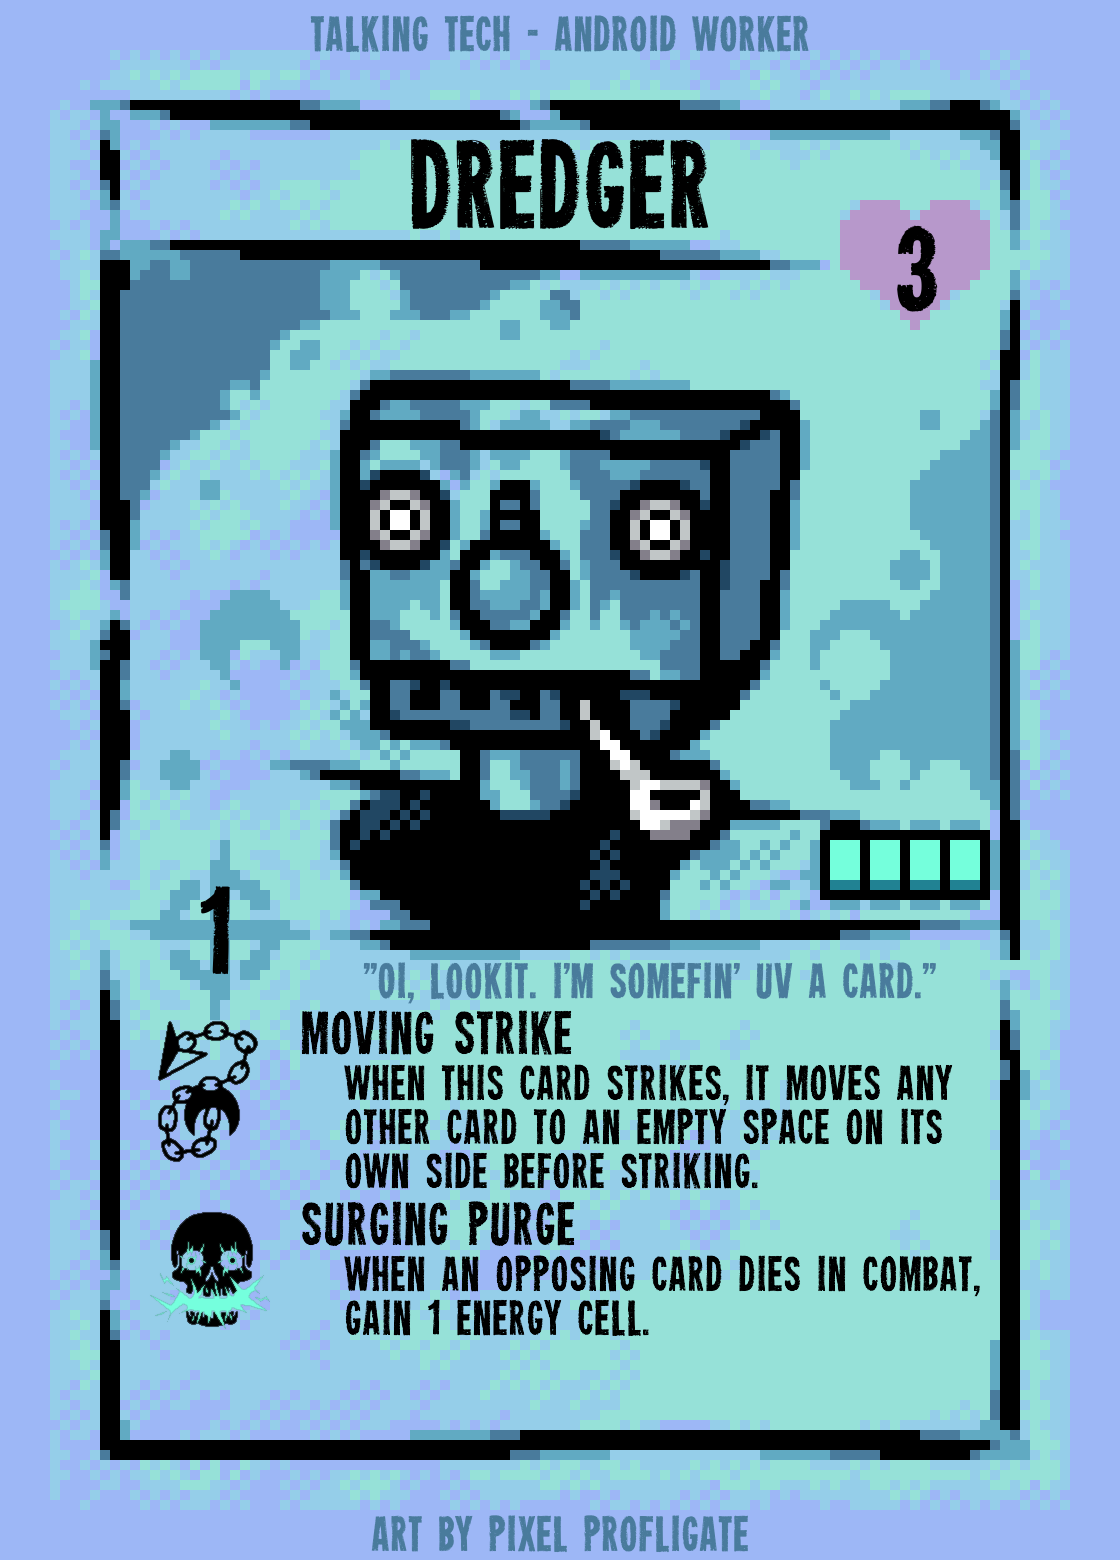 TALKING TECH - ANDROID WORKER
DREDGER
3
1
"OI, LOOKIT. I'M SOMEFIN' UV A CARD."
MOVING STRIKE
WHEN THIS CARD STRIKES, IT MOVES ANY
OTHER CARD TO AN EMPTY SPACE ON ITS
OWN SIDE BEFORE STRIKING.
SURGING PURGE
WHEN AN OPPOSING CARD DIES IN COMBAT,
GAIN 1 ENERGY CELL.
ART BY PIXEL PROFLIGATE